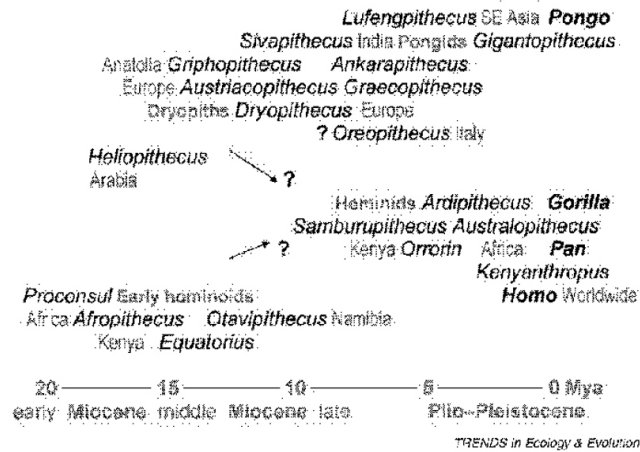 Lufengpithecus SE Asia Pongo
Sivapithecus India Pongids Gigantopithecus
Anatolia Griphopithecus Ankarapithecus
Europe Austriacopithecus Graecopithecus
Dryopiths Dryopithecus Europe
? Oreopithecus Italy
Heliopithecus
Arabia
?
Hominids Ardipithecus Gorilla
Samburupithecus Australopithecus
? Kenya Orrorin Africa Pan
Kenyanthropus
Proconsul Early hominoids Homo Worldwide
Africa Afropithecus Otavipithecus Namibia
Kenya Equatorius
20 15 10 5 0 Mya
early Miocene middle Miocene late Plio-Pleistocene
TRENDS in Ecology & Evolution